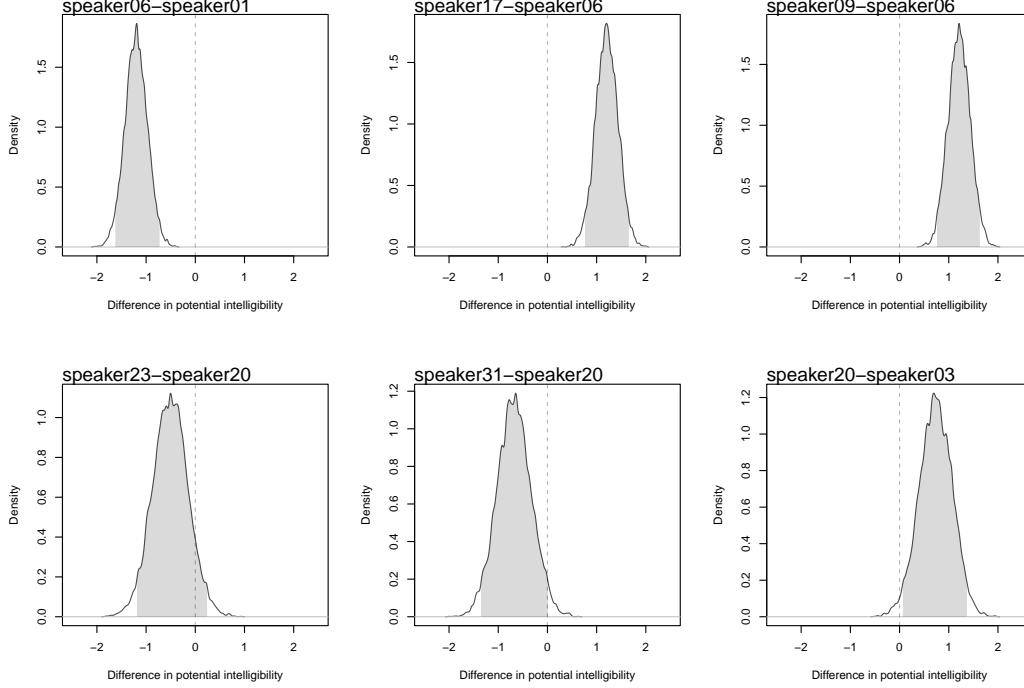 speaker06−speaker01
speaker17−speaker06
speaker09−speaker06
Density
0.0 0.5 1.0 1.5
−2 −1 0 1 2
Difference in potential intelligibility
Density
0.0 0.5 1.0 1.5
−2 −1 0 1 2
Difference in potential intelligibility
Density
0.0 0.5 1.0 1.5
−2 −1 0 1 2
Difference in potential intelligibility
speaker23−speaker20
speaker31−speaker20
speaker20−speaker03
Density
0.0 0.2 0.4 0.6 0.8 1.0
−2 −1 0 1 2
Difference in potential intelligibility
Density
0.0 0.2 0.4 0.6 0.8 1.0 1.2
−2 −1 0 1 2
Difference in potential intelligibility
Density
0.0 0.2 0.4 0.6 0.8 1.0 1.2
−2 −1 0 1 2
Difference in potential intelligibility